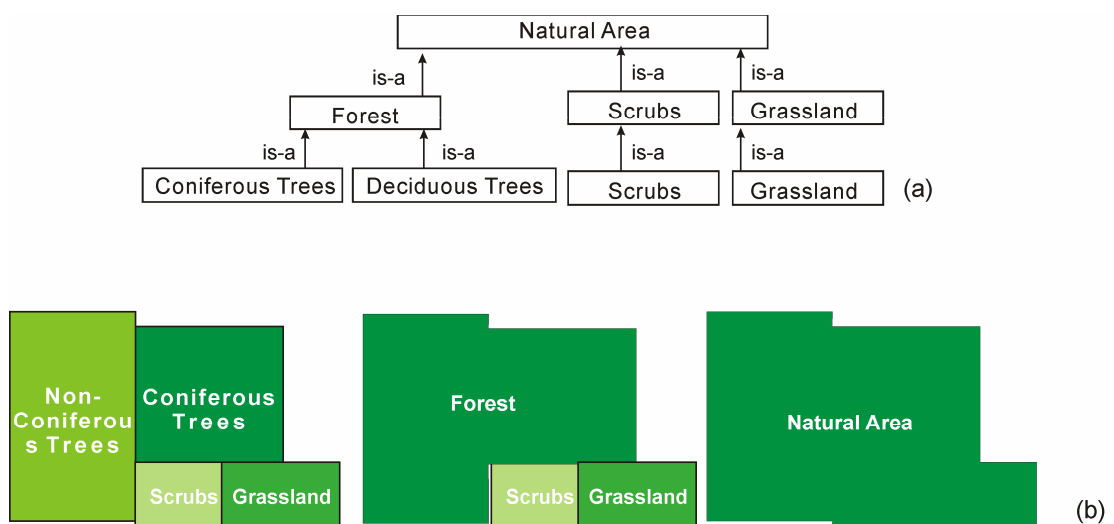 Natural Area
is-a is-a is-a
Forest Scrubs Grassland
is-a is-a is-a is-a
Coniferous Trees Deciduous Trees Scrubs Grassland (a)
Non-
Coniferou
s Trees
Coniferous
Trees
Scrubs Grassland
Forest
Scrubs Grassland
Natural Area
(b)